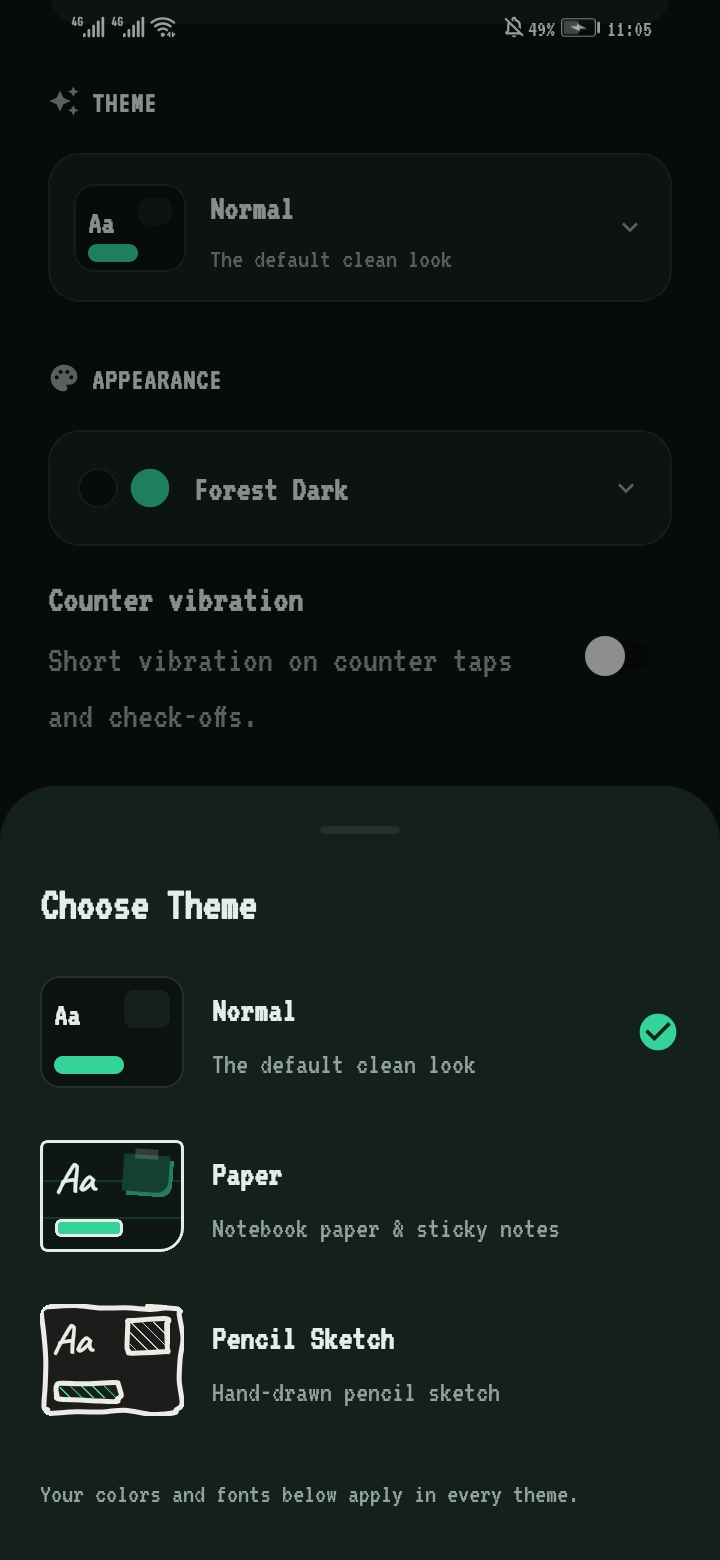 4G 4G 49% 11:05
THEME
Aa
Normal
The default clean look
APPEARANCE
Forest Dark
Counter vibration
Short vibration on counter taps
and check-offs.
Choose Theme
Aa
Normal
The default clean look
Aa
Paper
Notebook paper & sticky notes
Aa
Pencil Sketch
Hand-drawn pencil sketch
Your colors and fonts below apply in every theme.